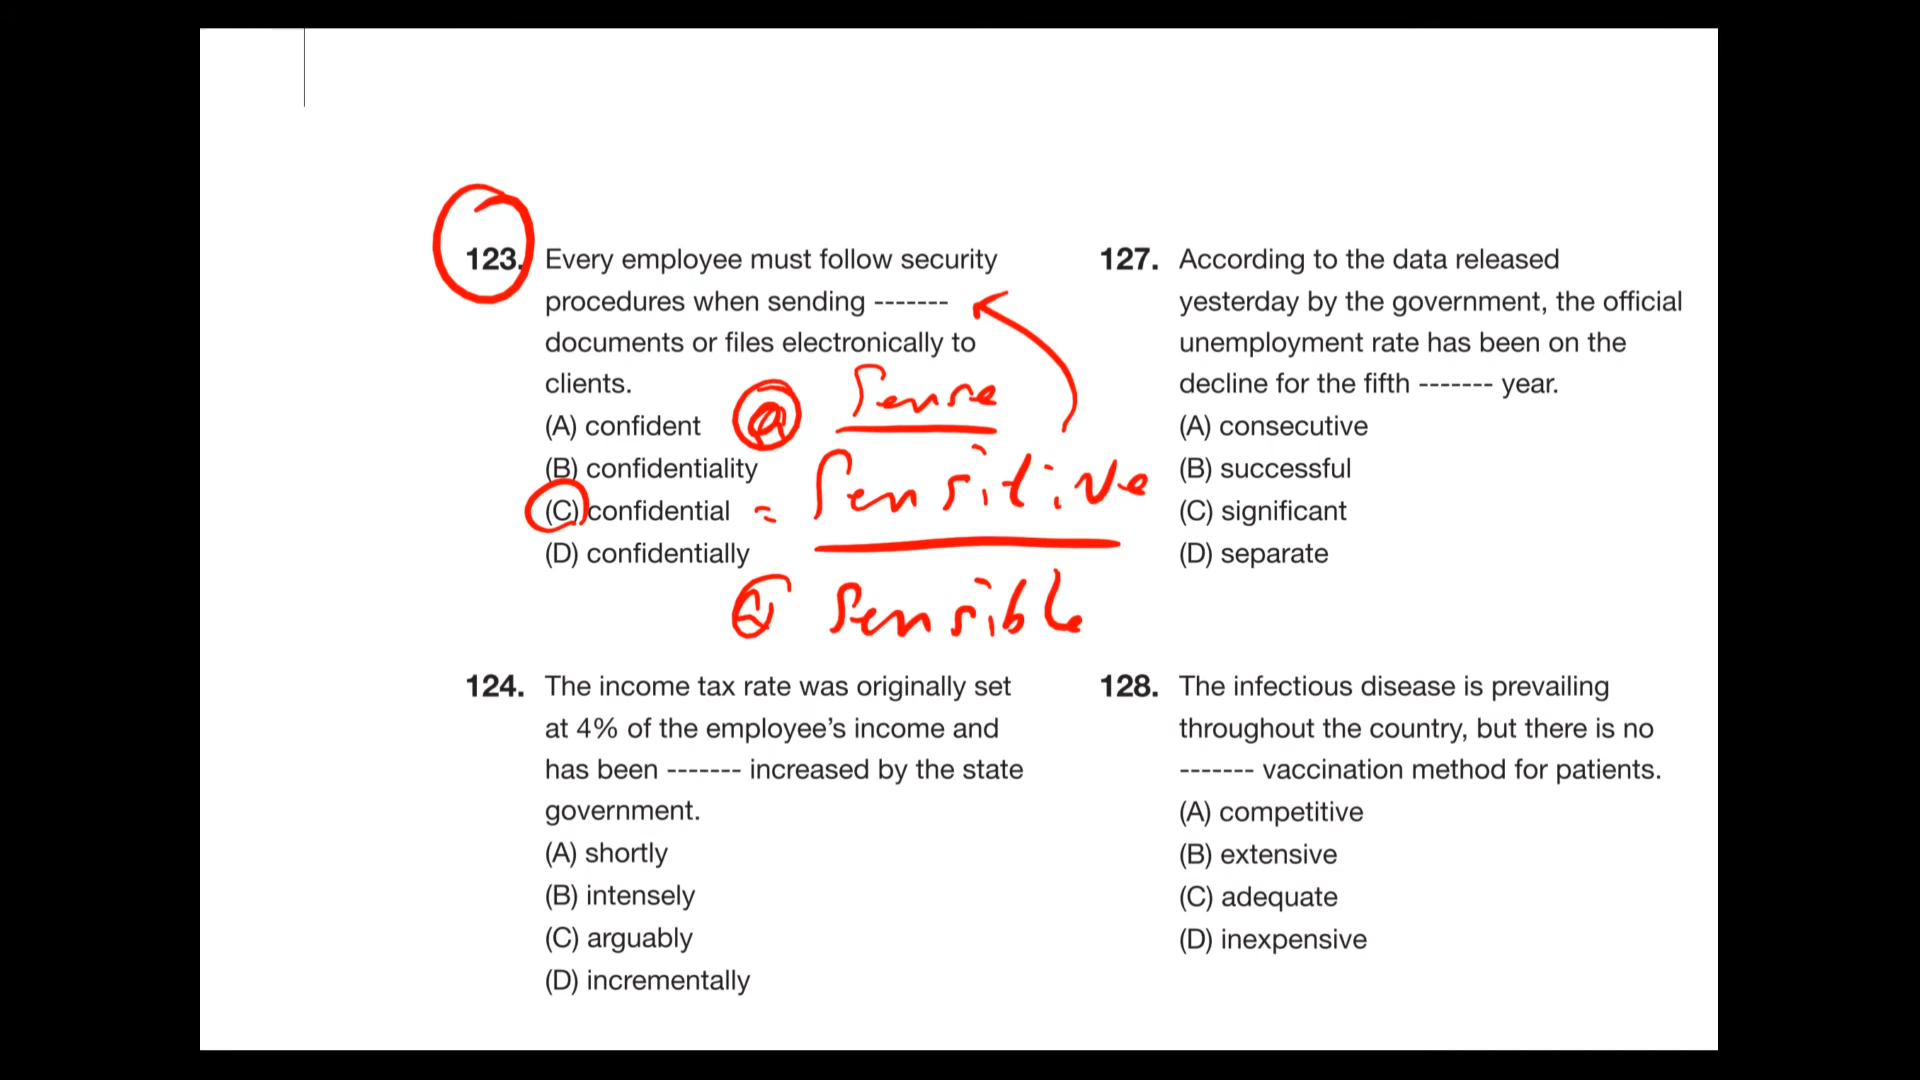 123. Every employee must follow security
procedures when sending -------
documents or files electronically to
clients.
(A) confident
(B) confidentiality
(C) confidential
(D) confidentially
Sense
= Sensitive
Sensible
124. The income tax rate was originally set
at 4% of the employee’s income and
has been ------- increased by the state
government.
(A) shortly
(B) intensely
(C) arguably
(D) incrementally
127. According to the data released
yesterday by the government, the official
unemployment rate has been on the
decline for the fifth ------- year.
(A) consecutive
(B) successful
(C) significant
(D) separate
128. The infectious disease is prevailing
throughout the country, but there is no
------- vaccination method for patients.
(A) competitive
(B) extensive
(C) adequate
(D) inexpensive